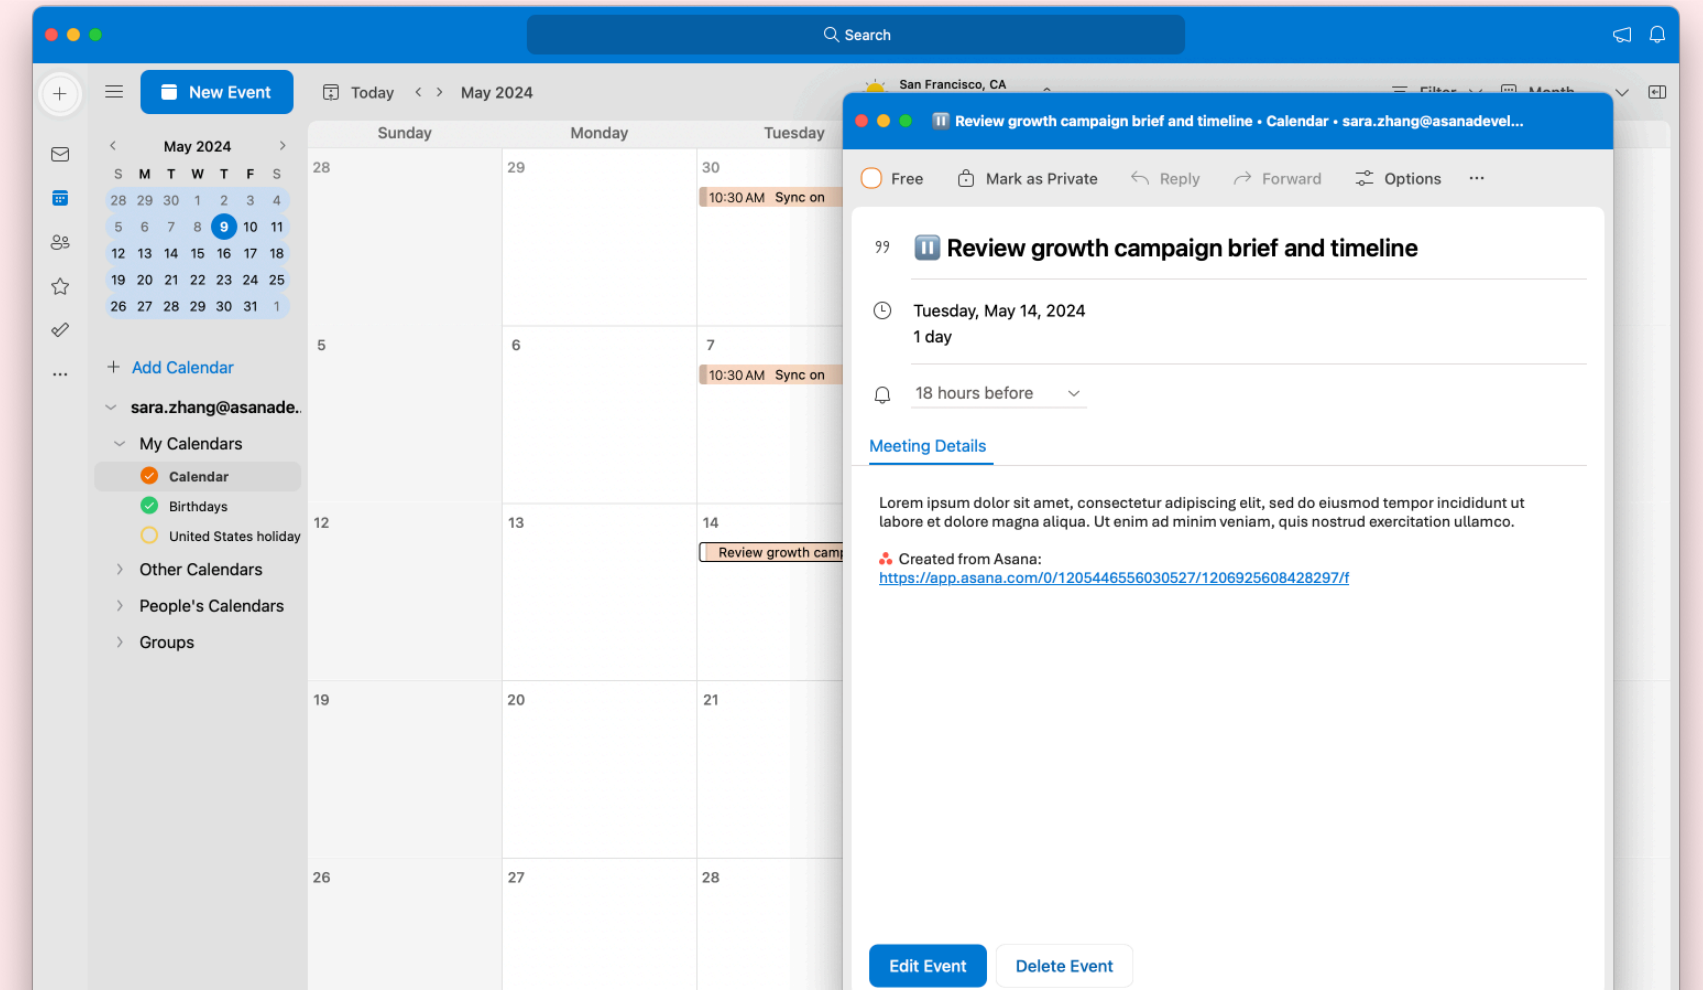 Search
New Event
Today
May 2024
San Francisco, CA
Filter
Month
May 2024
S M T W T F S
28 29 30 1 2 3 4
5 6 7 8 9 10 11
12 13 14 15 16 17 18
19 20 21 22 23 24 25
26 27 28 29 30 31 1
Add Calendar
sara.zhang@asanade..
My Calendars
Calendar
Birthdays
United States holiday
Other Calendars
People's Calendars
Groups
Sunday Monday Tuesday
28 29 30
10:30 AM Sync on
5 6 7
10:30 AM Sync on
12 13 14
Review growth camp
19 20 21
26 27 28
Review growth campaign brief and timeline • Calendar • sara.zhang@asanadevel...
Free Mark as Private Reply Forward Options
Review growth campaign brief and timeline
Tuesday, May 14, 2024
1 day
18 hours before
Meeting Details
Lorem ipsum dolor sit amet, consectetur adipiscing elit, sed do eiusmod tempor incididunt ut
labore et dolore magna aliqua. Ut enim ad minim veniam, quis nostrud exercitation ullamco.
Created from Asana:
https://app.asana.com/0/1205446556030527/1206925608428297/f
Edit Event Delete Event